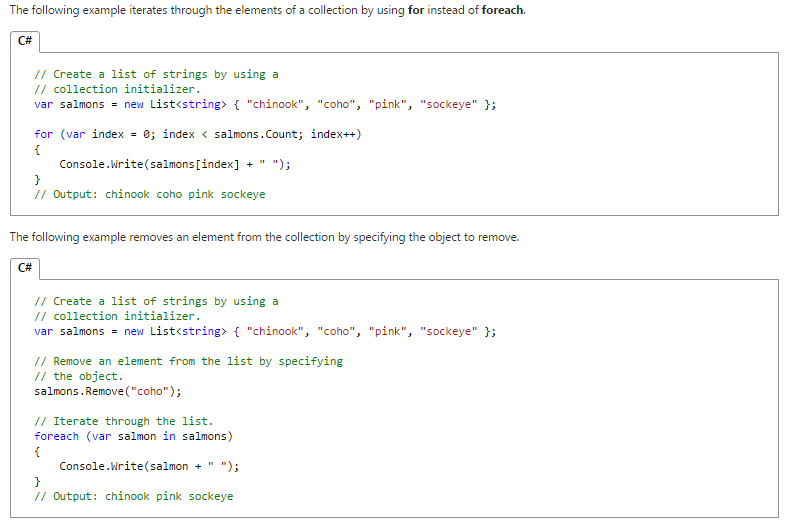 The following example iterates through the elements of a collection by using for instead of foreach.
C#
// Create a list of strings by using a
// collection initializer.
var salmons = new List<string> { "chinook", "coho", "pink", "sockeye" };
for (var index = 0; index < salmons.Count; index++)
{
    Console.Write(salmons[index] + " ");
}
// Output: chinook coho pink sockeye
The following example removes an element from the collection by specifying the object to remove.
C#
// Create a list of strings by using a
// collection initializer.
var salmons = new List<string> { "chinook", "coho", "pink", "sockeye" };
// Remove an element from the list by specifying
// the object.
salmons.Remove("coho");
// Iterate through the list.
foreach (var salmon in salmons)
{
    Console.Write(salmon + " ");
}
// Output: chinook pink sockeye